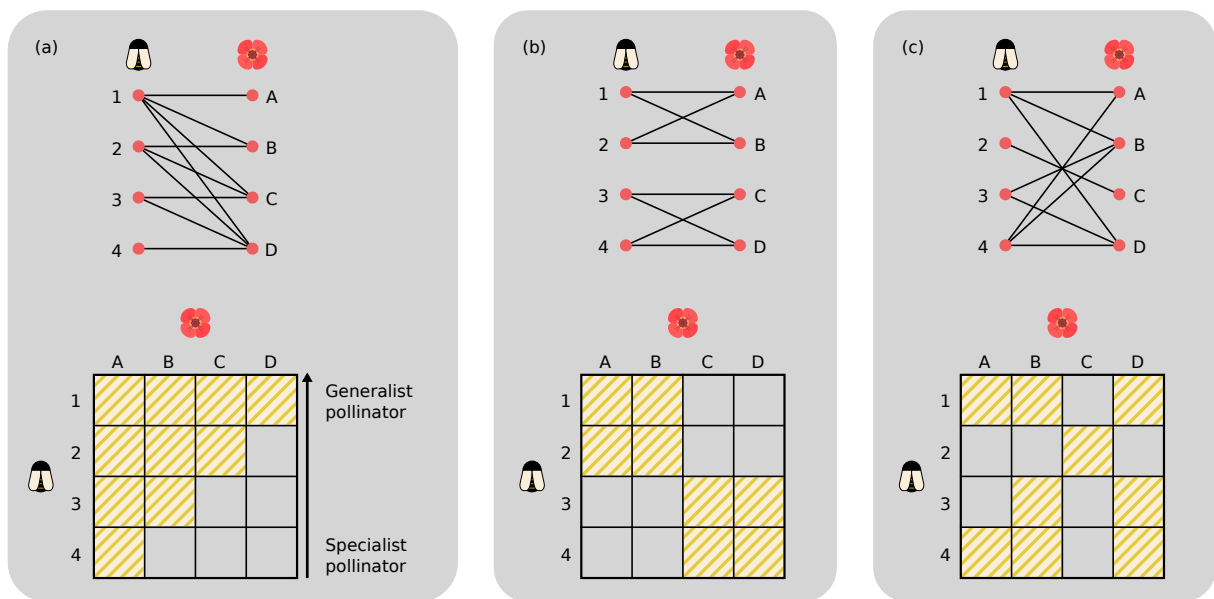 (a)
1 A
2 B
3 C
4 D
A B C D
1
2
3
4
Generalist
pollinator
Specialist
pollinator
(b)
1 A
2 B
3 C
4 D
A B C D
1
2
3
4
(c)
1 A
2 B
3 C
4 D
A B C D
1
2
3
4